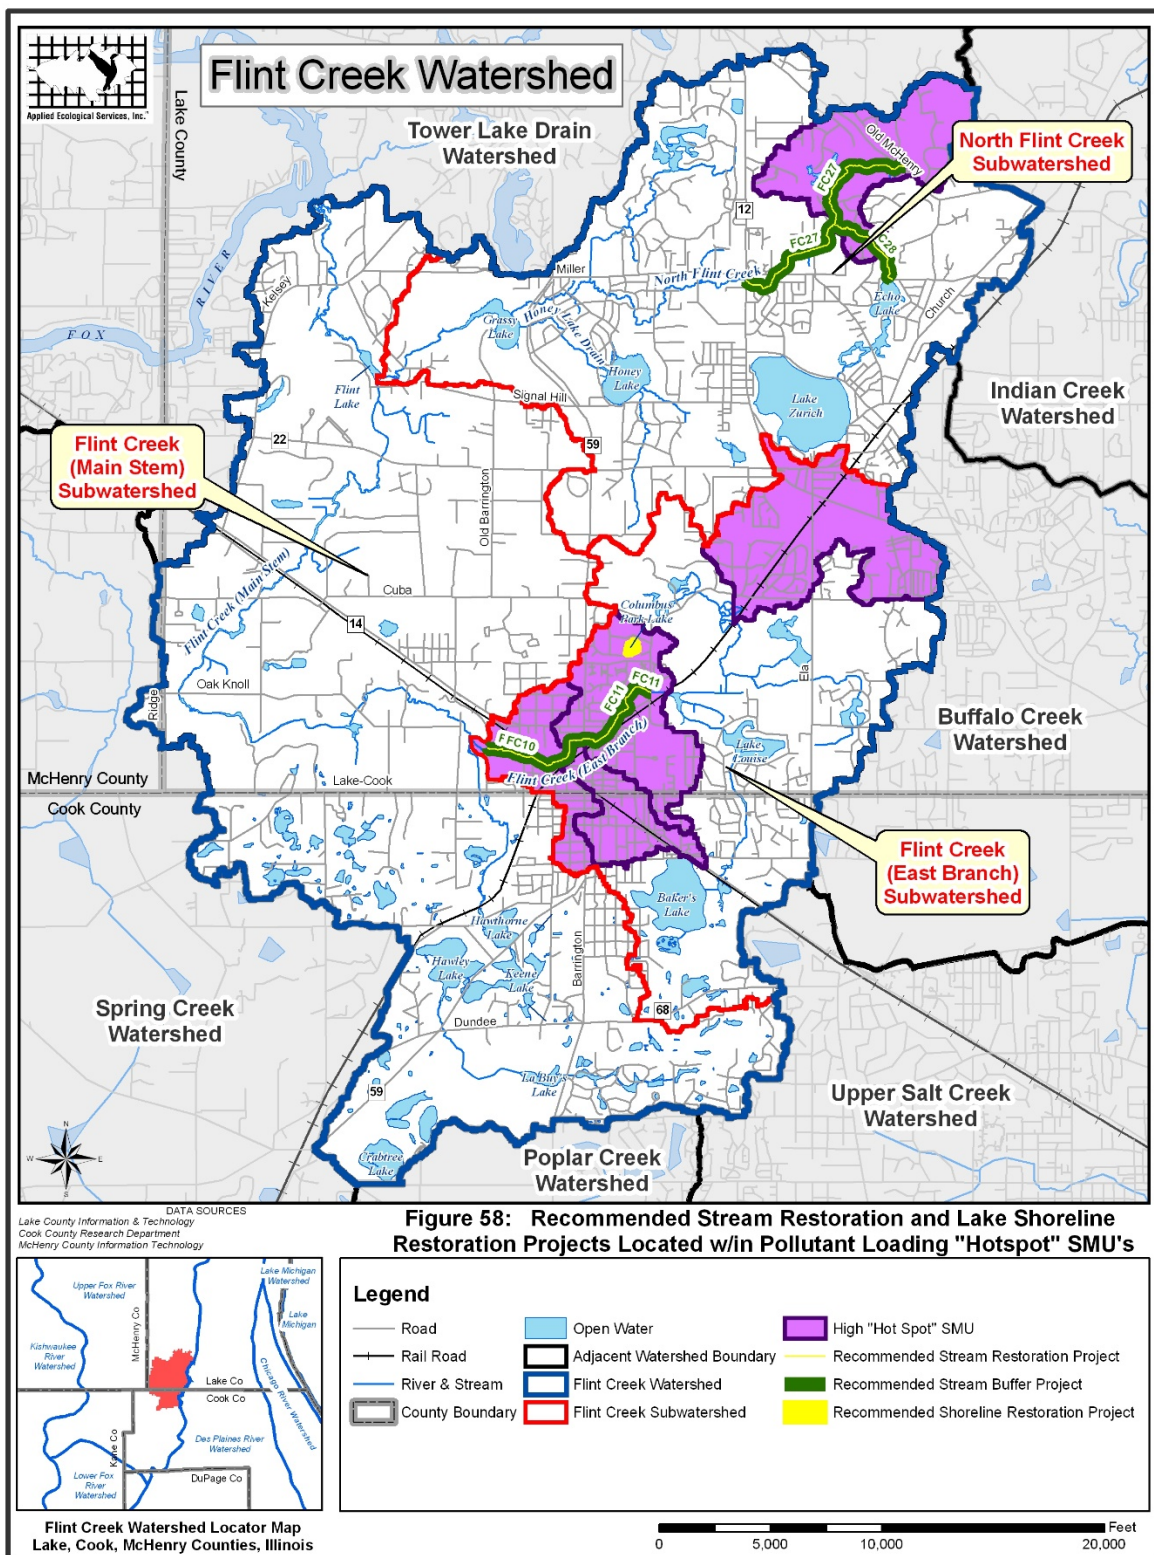 Applied Ecological Services, Inc.™
Flint Creek Watershed
Lake County
Tower Lake Drain
Watershed
Old McHenry
North Flint Creek
Subwatershed
FC27
12
FC27
FC28
RIVER
Kelsey
Miller
North Flint Creek
Echo
Lake
Church
FOX
Grassy
Lake
Honey Lake Drain
Honey
Lake
Flint
Lake
Signal Hill
Lake
Zurich
Indian Creek
Watershed
22
59
Flint Creek
(Main Stem)
Subwatershed
Old Barrington
Flint Creek (Main Stem)
Cuba
14
Columbus
Park Lake
Ela
Oak Knoll
Ridge
FC11
FC11
F FC10
Flint Creek (East Branch)
Lake
Louise
Buffalo Creek
Watershed
McHenry County
Cook County
Lake-Cook
Flint Creek
(East Branch)
Subwatershed
Baker's
Lake
Hawthorne
Lake
Hawley
Lake
Keene
Lake
Barrington
Spring Creek
Watershed
Dundee
68
59
La Buy's
Lake
Upper Salt Creek
Watershed
Crabtree
Lake
Poplar Creek
Watershed
N
W E
S
DATA SOURCES
Lake County Information & Technology
Cook County Research Department
McHenry County Information Technology
Figure 58: Recommended Stream Restoration and Lake Shoreline
Restoration Projects Located w/in Pollutant Loading "Hotspot" SMU's
Upper Fox River
Watershed
McHenry Co
Lake Michigan
Watershed
Lake
Michigan
Kishwaukee
River
Watershed
Lake Co
Cook Co
Chicago River Watershed
Kane Co
Des Plaines River
Watershed
Lower Fox
River
Watershed
DuPage Co
Flint Creek Watershed Locator Map
Lake, Cook, McHenry Counties, Illinois
Legend
Road
Rail Road
River & Stream
County Boundary
Open Water
Adjacent Watershed Boundary
Flint Creek Watershed
Flint Creek Subwatershed
High "Hot Spot" SMU
Recommended Stream Restoration Project
Recommended Stream Buffer Project
Recommended Shoreline Restoration Project
Feet
0 5,000 10,000 20,000